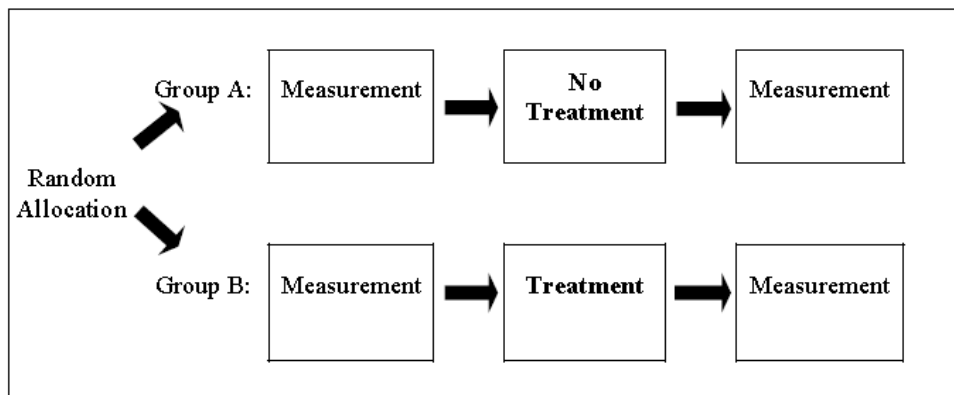 Group A:
Measurement
No
Treatment
Measurement
Random
Allocation
Group B:
Measurement
Treatment
Measurement